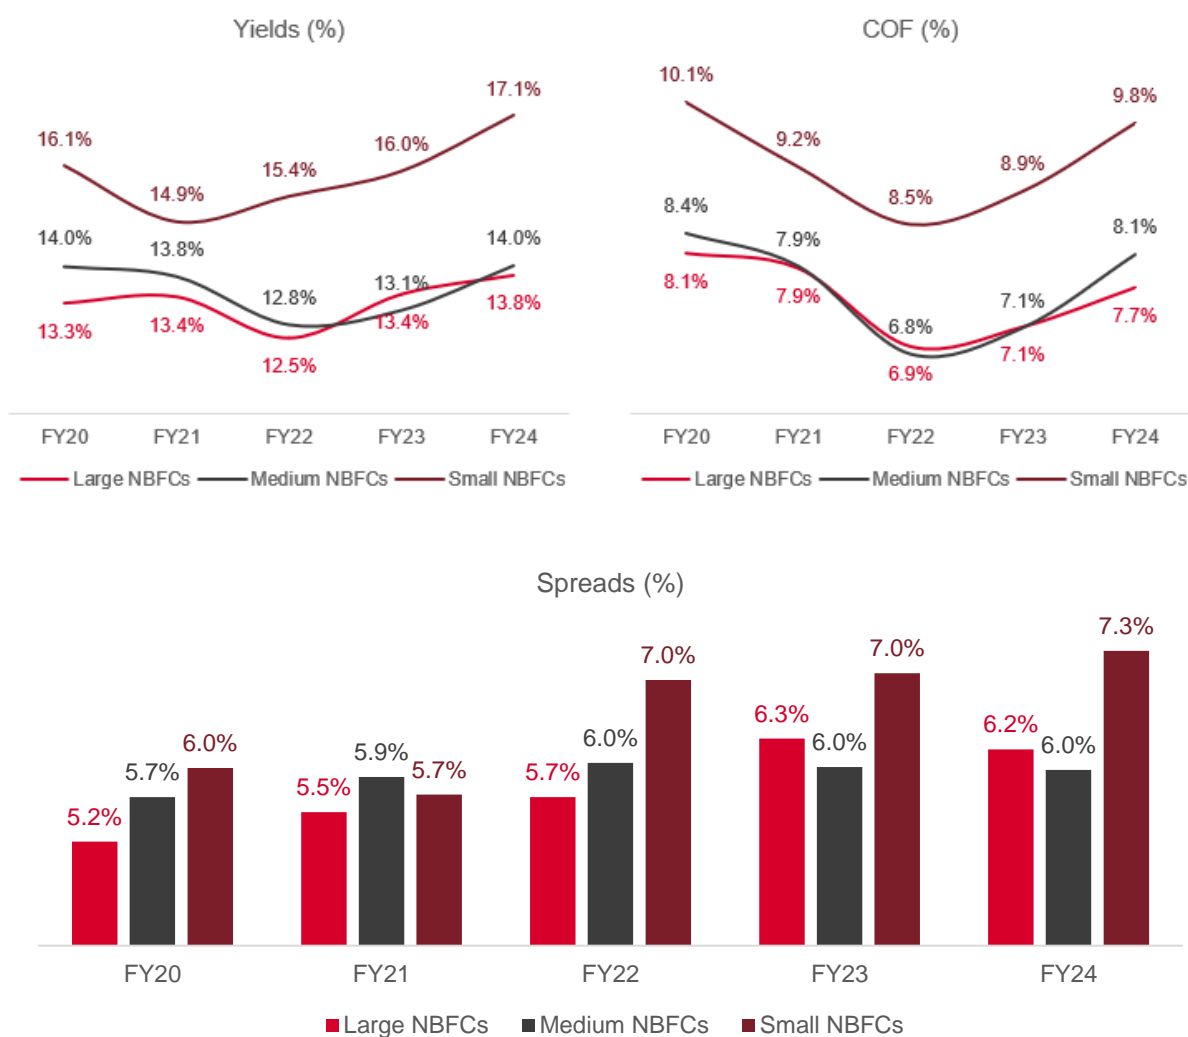 Yields (%)
16.1%
14.9%
15.4%
16.0%
17.1%
14.0%
13.8%
12.8%
13.1%
14.0%
13.3%
13.4%
12.5%
13.4%
13.8%
FY20 FY21 FY22 FY23 FY24
Large NBFCs Medium NBFCs Small NBFCs
COF (%)
10.1%
9.2%
8.5%
8.9%
9.8%
8.4%
7.9%
6.8%
7.1%
8.1%
8.1%
7.9%
6.9%
7.1%
7.7%
FY20 FY21 FY22 FY23 FY24
Large NBFCs Medium NBFCs Small NBFCs
Spreads (%)
5.2% 5.7% 6.0%
5.5% 5.9% 5.7%
5.7% 6.0% 7.0%
6.3% 6.0% 7.0%
6.2% 6.0% 7.3%
FY20 FY21 FY22 FY23 FY24
Large NBFCs Medium NBFCs Small NBFCs